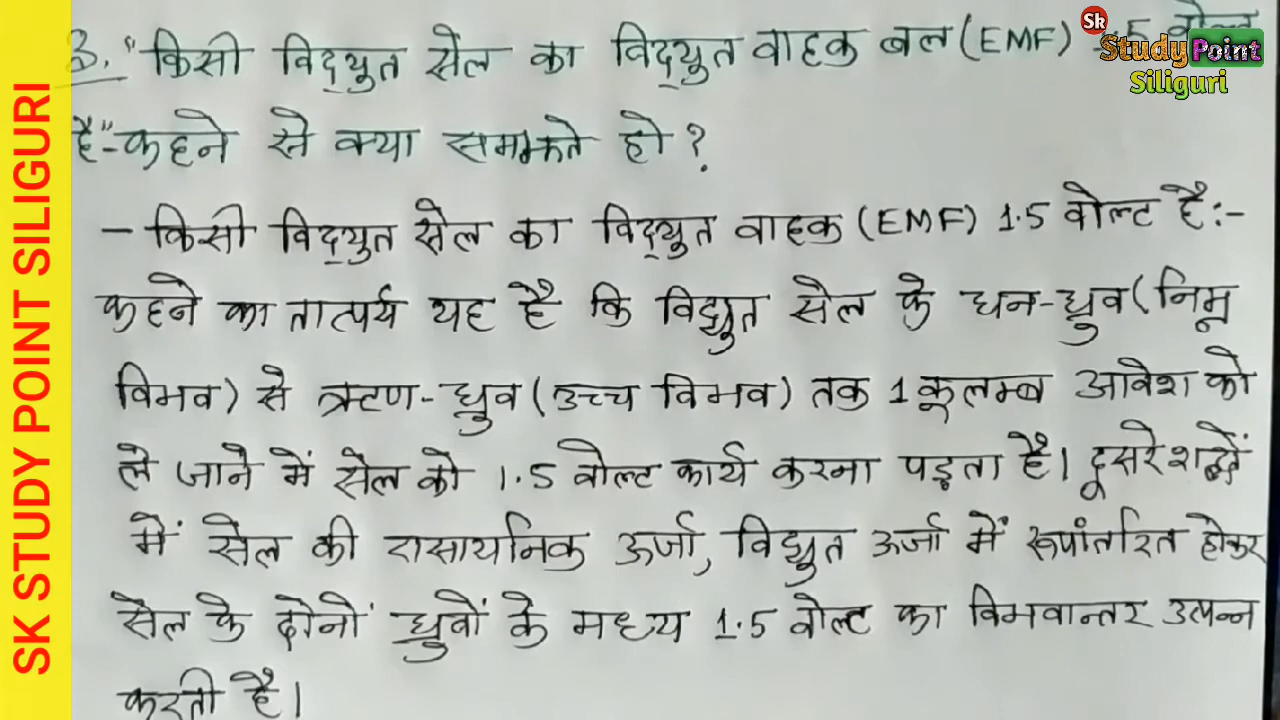 SK STUDY POINT SILIGURI
Sk
Study Point
Siliguri
3. "किसी विद्युत सेल का विद्युत वाहक बल (EMF) 5 वोल्ट
है"-कहने से क्या समझते हो?
- किसी विद्युत सेल का विद्युत वाहक (EMF) 1.5 वोल्ट है:-
कहने का तात्पर्य यह है कि विद्युत सेल के धन-ध्रुव (निम्न
विभव) से ऋण-ध्रुव (उच्च विभव) तक 1 कूलम्ब आवेश को
ले जाने में सेल को 1.5 वोल्ट कार्य करना पड़ता है। दूसरे शब्दों
में सेल की रासायनिक ऊर्जा, विद्युत ऊर्जा में रूपांतरित होकर
सेल के दोनों ध्रुवों के मध्य 1.5 वोल्ट का विभवान्तर उत्पन्न
करती है।